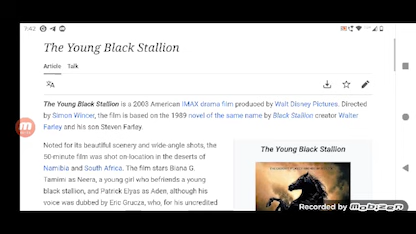 7:42
The Young Black Stallion
Article Talk
The Young Black Stallion is a 2003 American IMAX drama film produced by Walt Disney Pictures. Directed
by Simon Wincer, the film is based on the 1989 novel of the same name by Black Stallion creator Walter
Farley and his son Steven Farley.
Noted for its beautiful scenery and wide-angle shots, the
50-minute film was shot on-location in the deserts of
Namibia and South Africa. The film stars Biana G.
Tamimi as Neera, a young girl who befriends a young
black stallion, and Patrick Elyas as Aden, although his
voice was dubbed by Eric Grucza, who, for his uncredited
The Young Black Stallion
Recorded by Mobizen